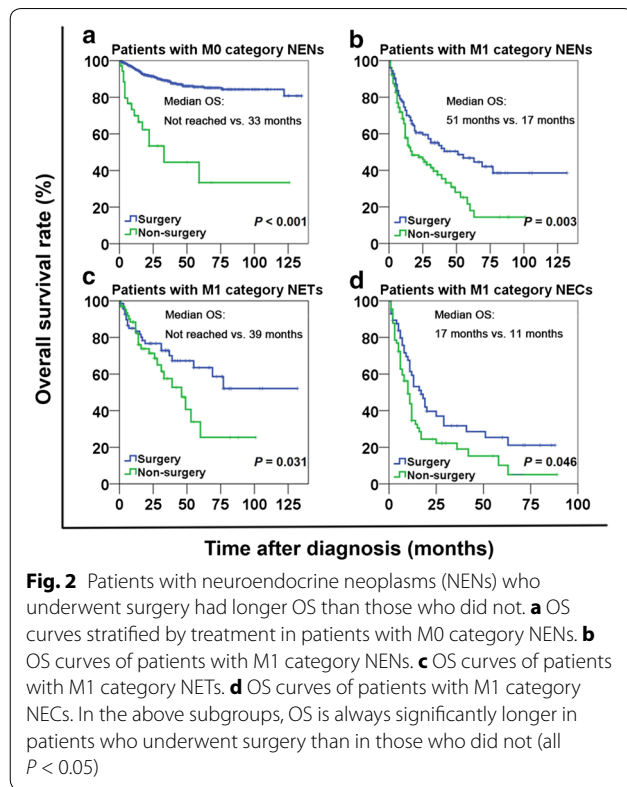 a
Patients with M0 category NENs
100
80
60
40
20
0
Median OS:
Not reached vs. 33 months
Surgery
Non-surgery
P < 0.001
0 25 50 75 100 125
b
Patients with M1 category NENs
100
80
60
40
20
0
Median OS:
51 months vs. 17 months
Surgery
Non-surgery
P = 0.003
0 25 50 75 100 125
c
Patients with M1 category NETs
100
80
60
40
20
0
Median OS:
Not reached vs. 39 months
Surgery
Non-surgery
P = 0.031
0 25 50 75 100 125
d
Patients with M1 category NECs
100
80
60
40
20
0
Median OS:
17 months vs. 11 months
Surgery
Non-surgery
P = 0.046
0 25 50 75 100
Overall survival rate (%)
Time after diagnosis (months)
Fig. 2 Patients with neuroendocrine neoplasms (NENs) who
underwent surgery had longer OS than those who did not. a OS
curves stratified by treatment in patients with M0 category NENs. b
OS curves of patients with M1 category NENs. c OS curves of patients
with M1 category NETs. d OS curves of patients with M1 category
NECs. In the above subgroups, OS is always significantly longer in
patients who underwent surgery than in those who did not (all
P < 0.05)